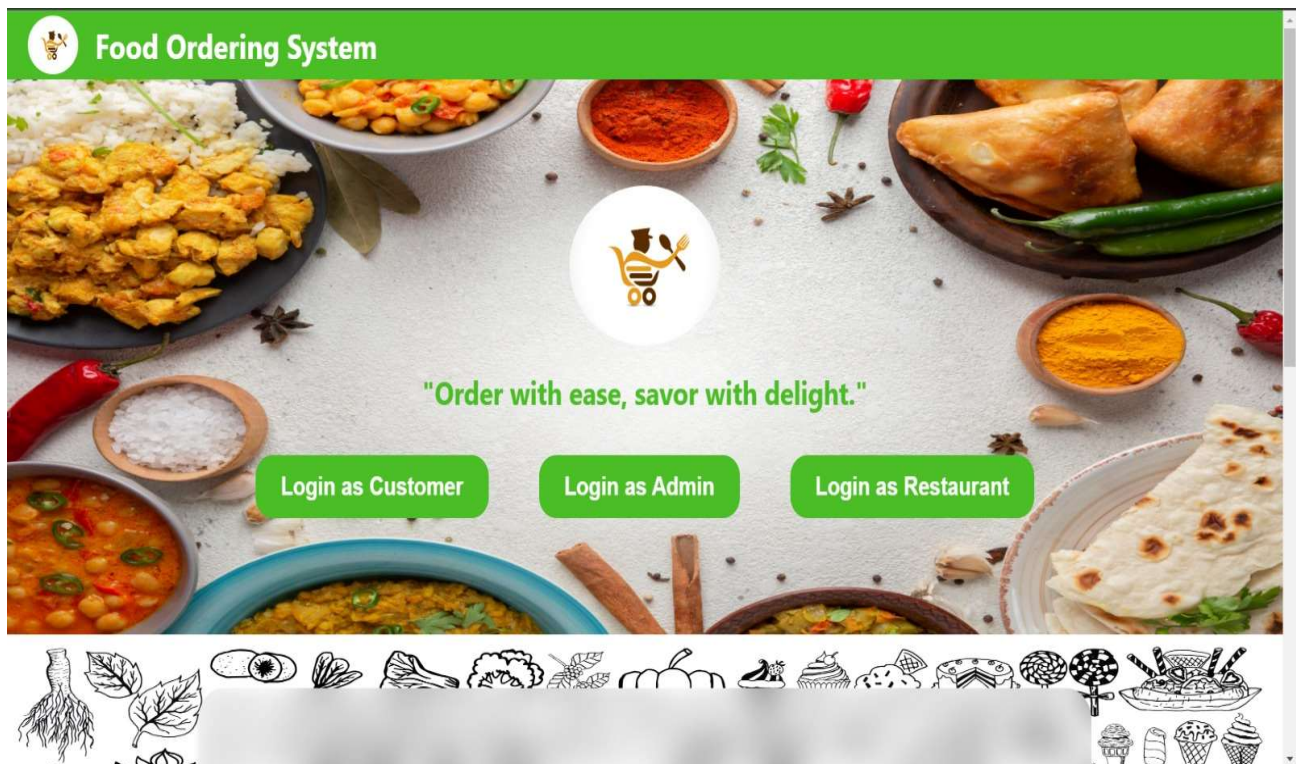 Food Ordering System
"Order with ease, savor with delight."
Login as Customer
Login as Admin
Login as Restaurant